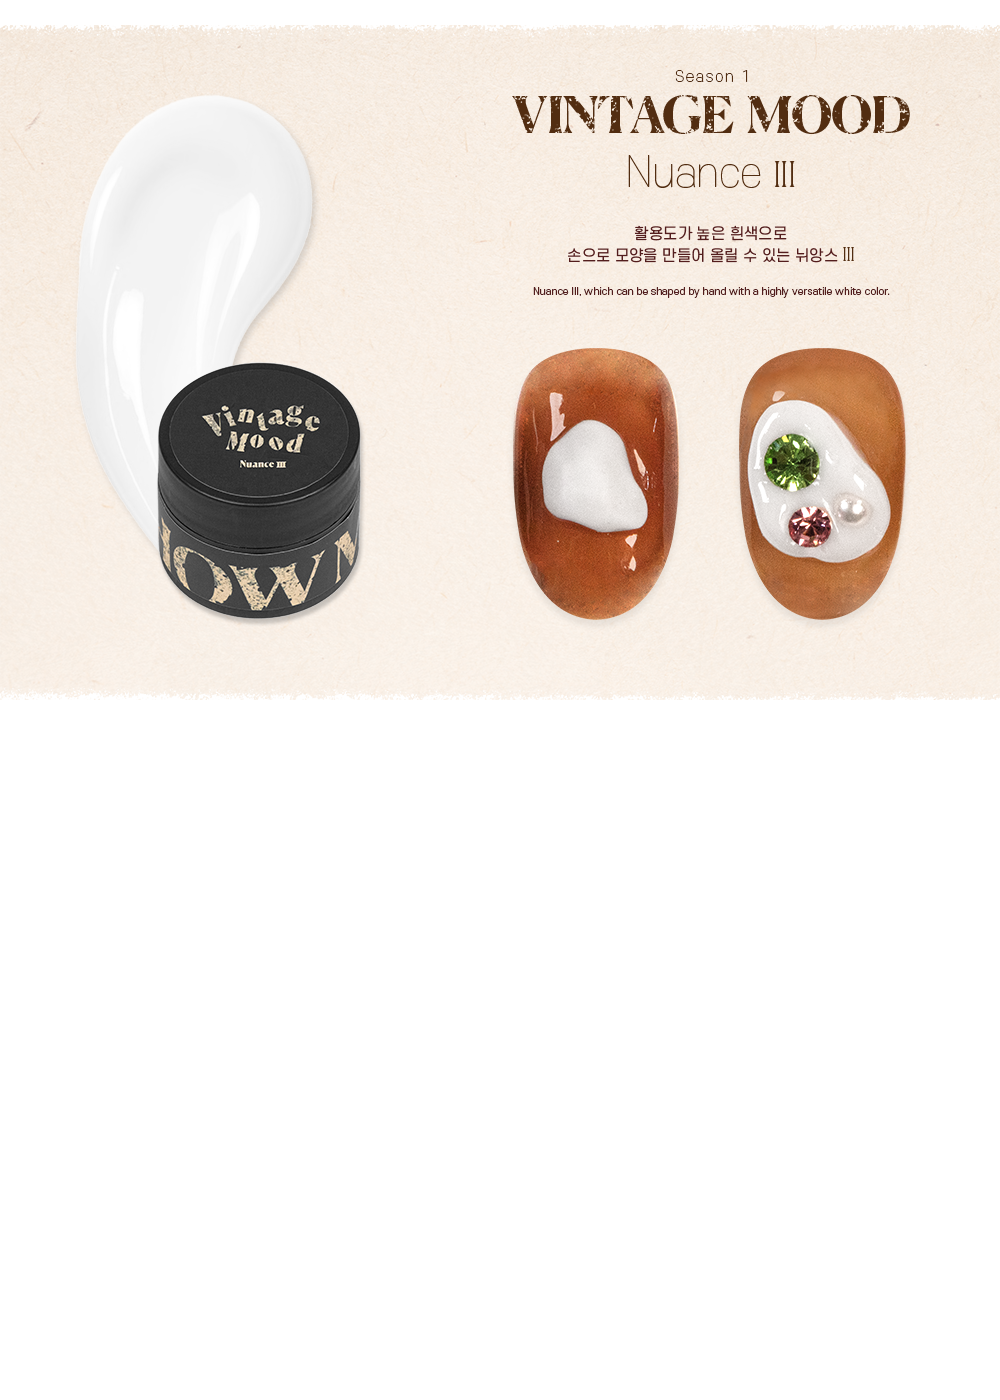 Season 1
VINTAGE MOOD
Nuance III
활용도가 높은 흰색으로
손으로 모양을 만들어 올릴 수 있는 뉘앙스 III
Nuance III, which can be shaped by hand with a highly versatile white color.
Vintage
Mood
Nuance III